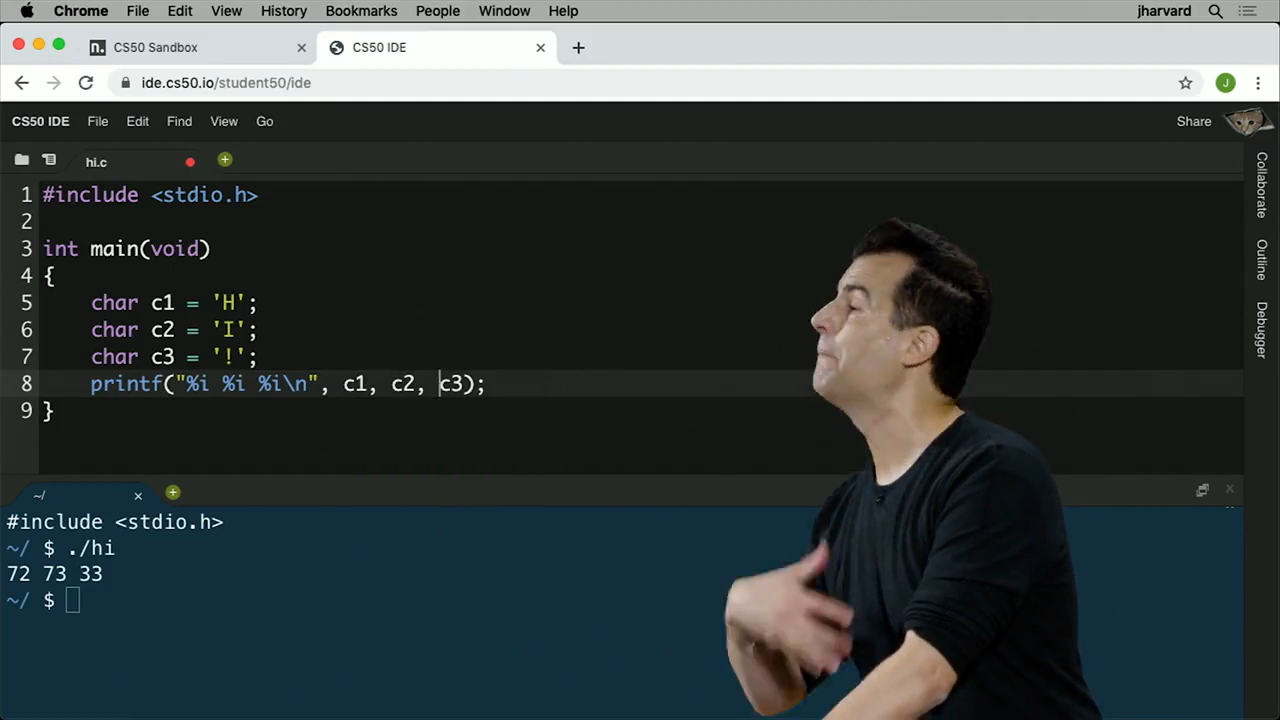 Chrome File Edit View History Bookmarks People Window Help jharvard
n. CS50 Sandbox × CS50 IDE × +
ide.cs50.io/student50/ide J
CS50 IDE File Edit Find View Go Share
hi.c
1 #include <stdio.h>
2
3 int main(void)
4 {
5 char c1 = 'H';
6 char c2 = 'I';
7 char c3 = '!';
8 printf("%i %i %i\n", c1, c2, c3);
9 }
Collaborate
Outline
Debugger
~/ ×
#include <stdio.h>
~/ $ ./hi
72 73 33
~/ $